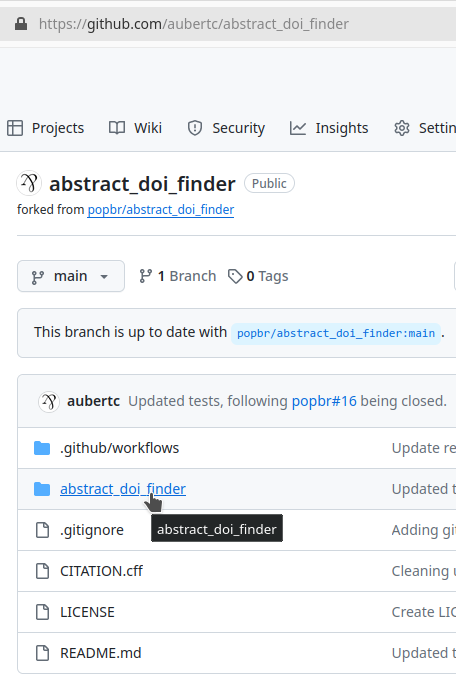 https://github.com/aubertc/abstract_doi_finder
Projects Wiki Security Insights Settin
abstract_doi_finder Public
forked from popbr/abstract_doi_finder
main 1 Branch 0 Tags
This branch is up to date with popbr/abstract_doi_finder:main .
aubertc Updated tests, following popbr#16 being closed.
.github/workflows Update re
abstract_doi_finder Updated t
abstract_doi_finder
.gitignore Adding git
CITATION.cff Cleaning u
LICENSE Create LIC
README.md Updated t